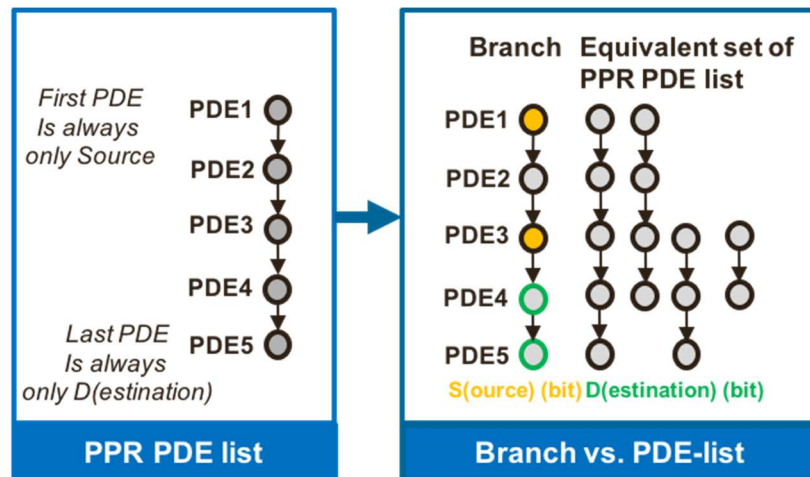 First PDE
Is always
only Source
PDE1
PDE2
PDE3
PDE4
PDE5
Last PDE
Is always
only D(estination)
PPR PDE list
Branch
Equivalent set of
PPR PDE list
PDE1
PDE2
PDE3
PDE4
PDE5
S(ource) (bit) D(estination) (bit)
Branch vs. PDE-list